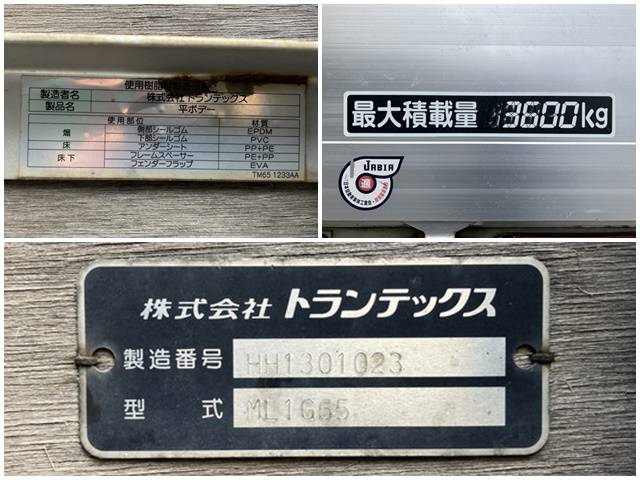 使用樹脂
製造者名 株式会社トランテックス
製品名 平ボデー
使用部位 材質
煽 側部シールゴム EPDM
下部シールゴム PVC
床 アンダーシート PP+PE
床下 フレームスペーサー PE+PP
フェンダーフラップ EVA
TM65 1233AA
最大積載量 3600kg
JABIA
適
株式会社 トランテックス
製造番号 HH1301023
型式 ML1G65